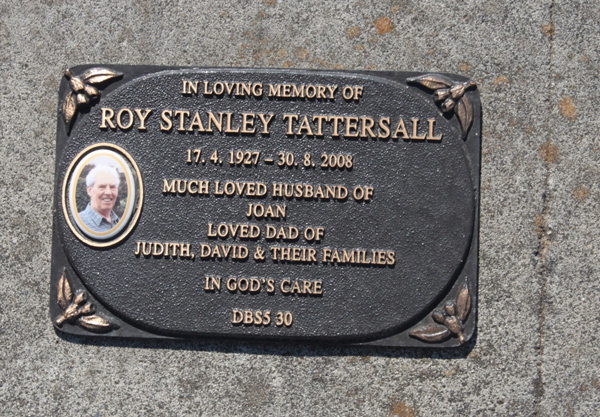 IN LOVING MEMORY OF
ROY STANLEY TATTERSALL
17. 4. 1927 – 30. 8. 2008
MUCH LOVED HUSBAND OF
JOAN
LOVED DAD OF
JUDITH, DAVID & THEIR FAMILIES
IN GOD'S CARE
DBS5 30